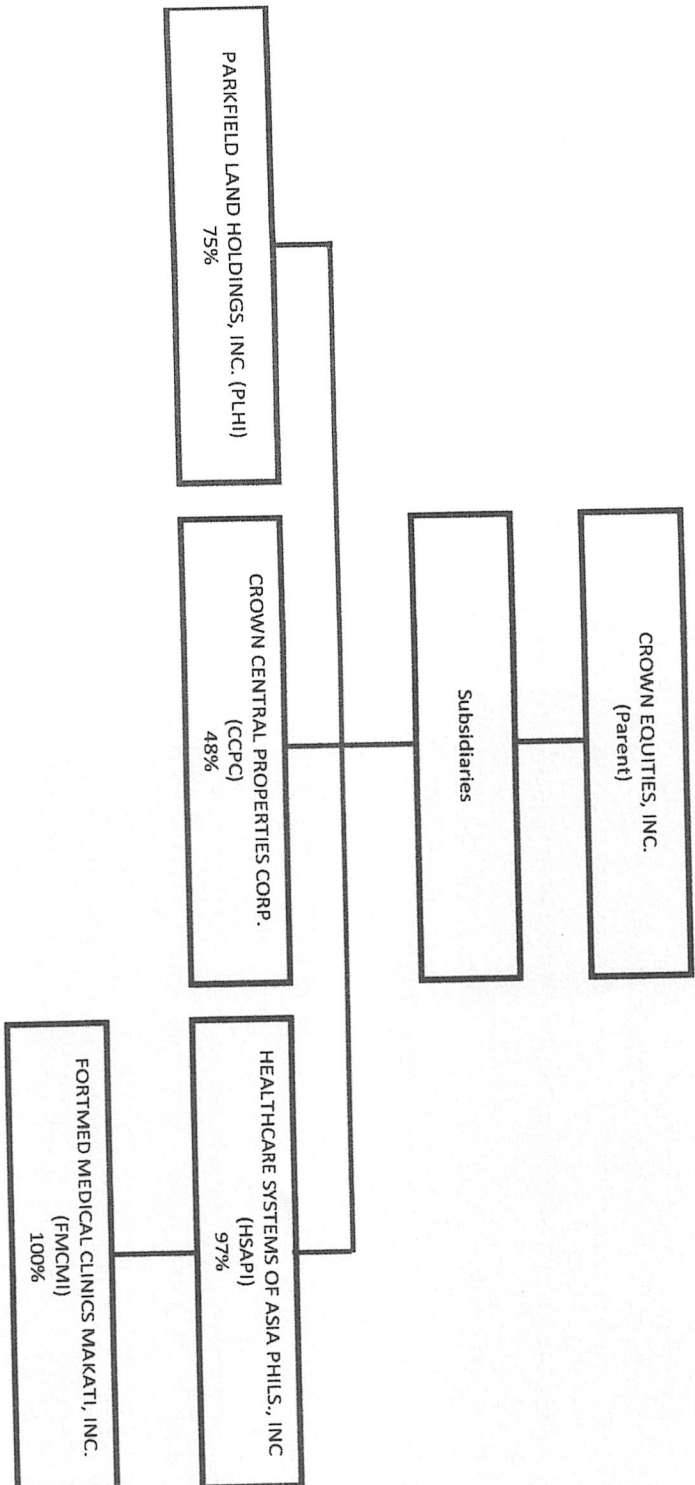 CROWN EQUITIES, INC.
(Parent)
Subsidiaries
PARKFIELD LAND HOLDINGS, INC. (PLHI)
75%
CROWN CENTRAL PROPERTIES CORP.
(CCPC)
48%
HEALTHCARE SYSTEMS OF ASIA PHILS., INC
(HSAPI)
97%
FORTMED MEDICAL CLINICS MAKATI, INC.
(FMCMI)
100%